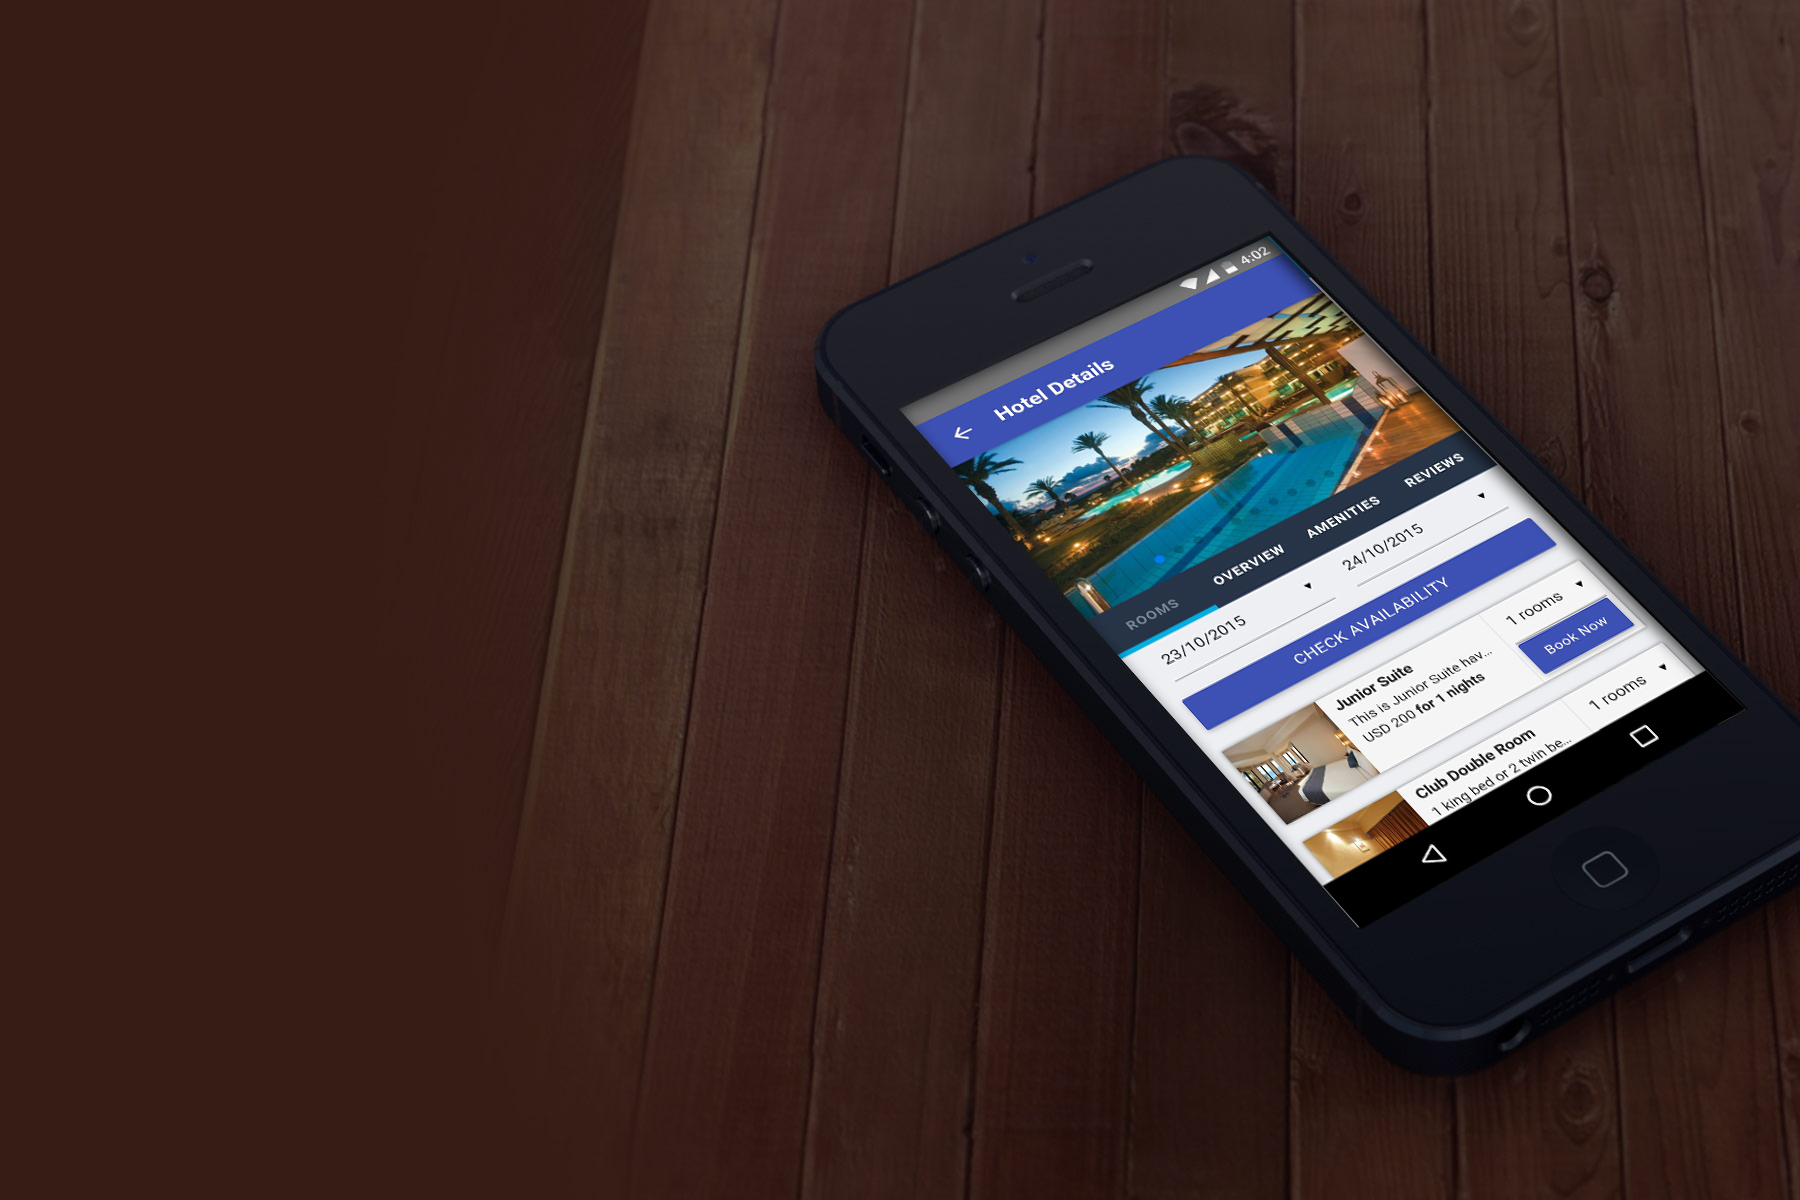 4:02
Hotel Details
ROOMS OVERVIEW AMENITIES REVIEWS
23/10/2015 24/10/2015
CHECK AVAILABILITY
Junior Suite
This is Junior Suite hav...
USD 200 for 1 nights
1 rooms
Book Now
Club Double Room
1 king bed or 2 twin be...
1 rooms